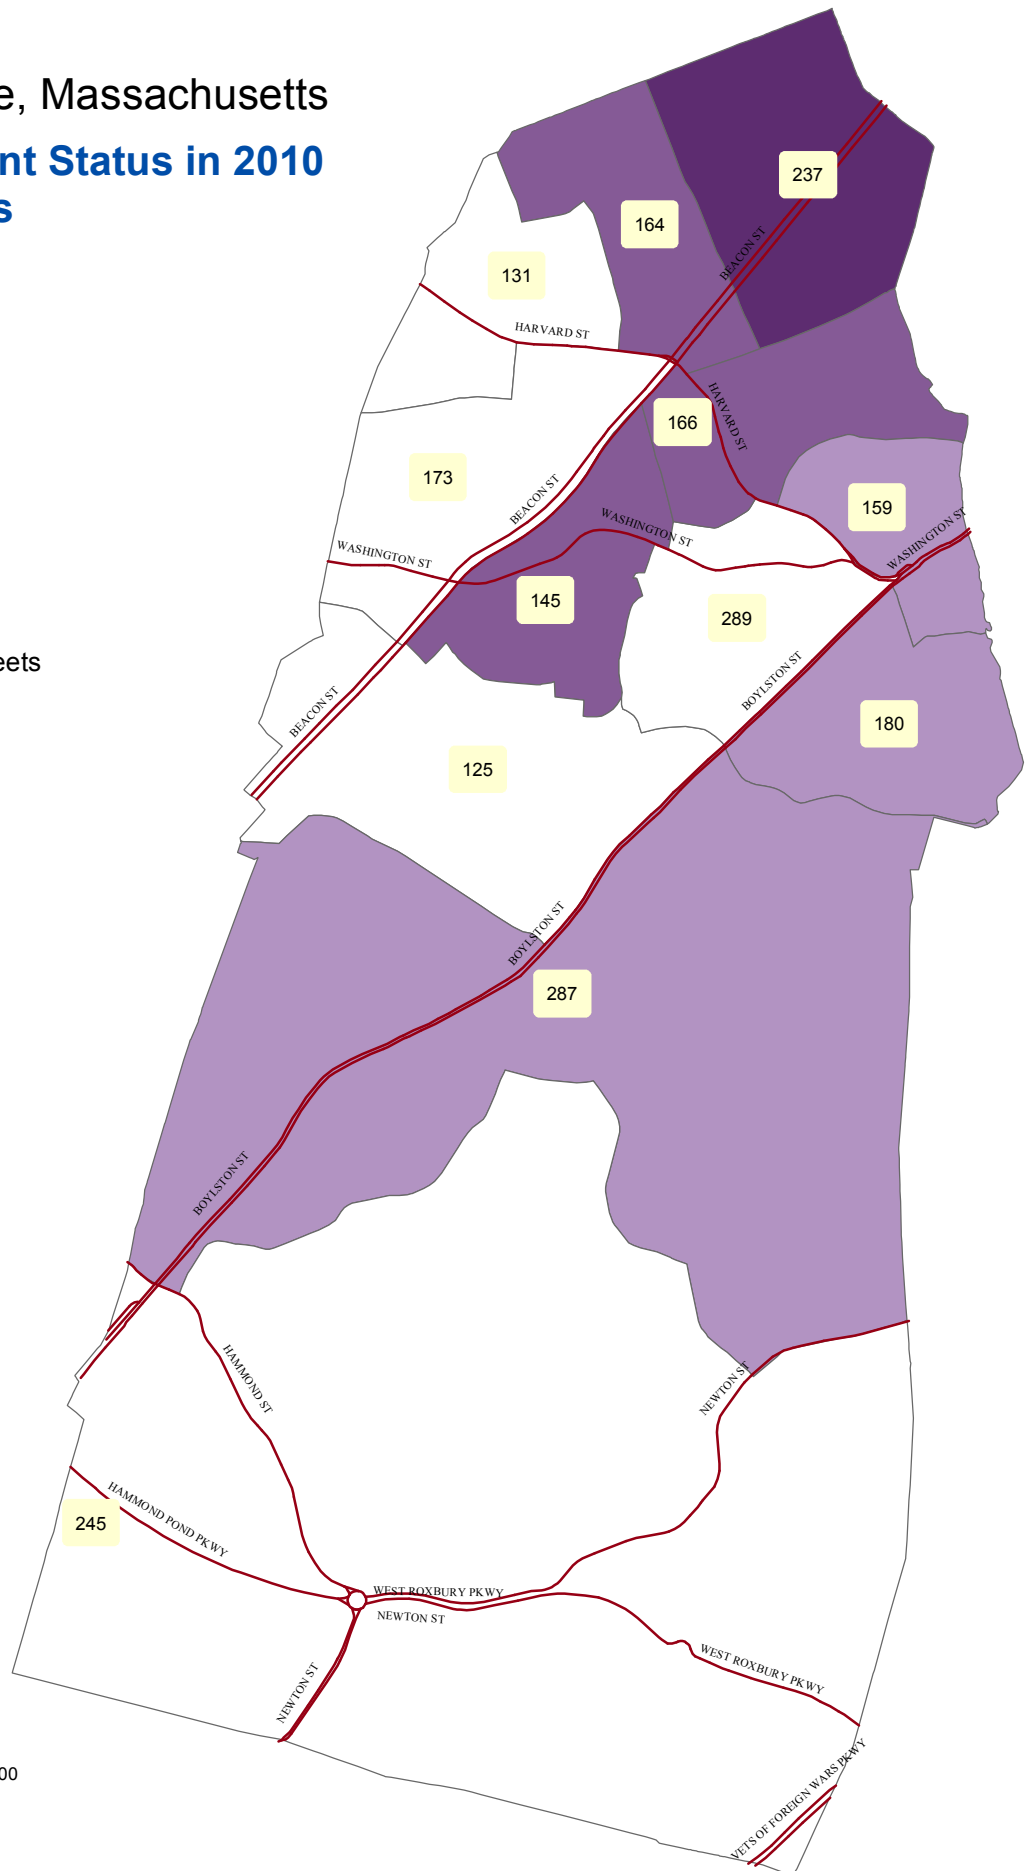 e, Massachusetts
nt Status in 2010
s
237
164
BEACON ST
131
HARVARD ST
HARVARD ST
166
173
BEACON ST
159
WASHINGTON ST
WASHINGTON ST
WASHINGTON ST
145
289
eets
BOYLSTON ST
BEACON ST
180
125
BOYLSTON ST
287
BOYLSTON ST
HAMMOND ST
NEWTON ST
HAMMOND POND PKWY
245
WEST ROXBURY PKWY
NEWTON ST
WEST ROXBURY PKWY
NEWTON ST
00
VETS OF FOREIGN WARS PKWY